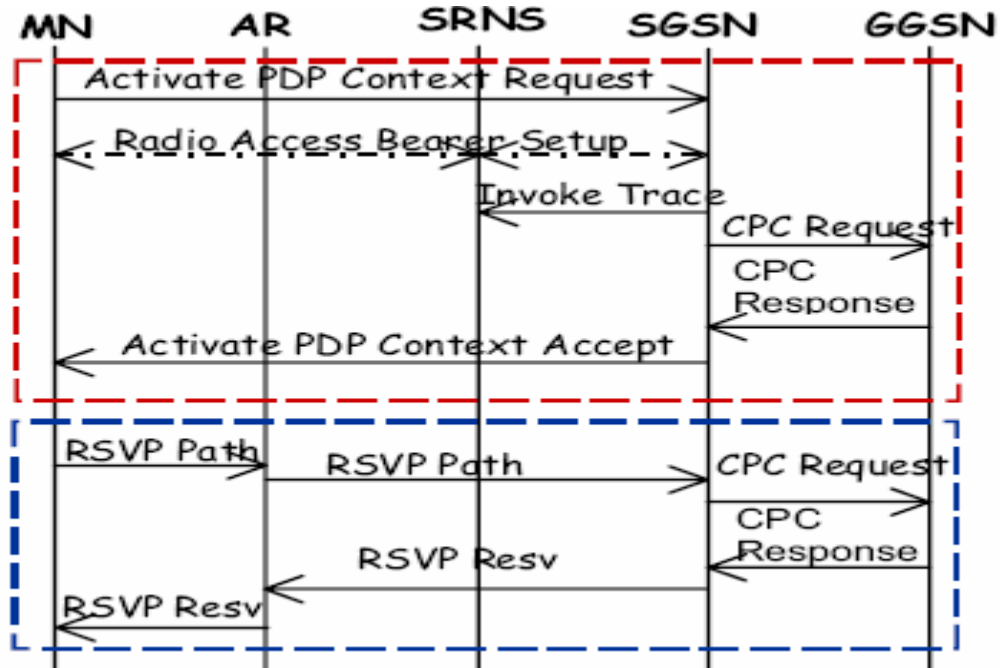 MN AR SRNS SGSN GGSN
Activate PDP Context Request
Radio Access Bearer Setup
Invoke Trace
CPC Request
CPC
Response
Activate PDP Context Accept
RSVP Path
RSVP Path
CPC Request
CPC
Response
RSVP Resv
RSVP Resv